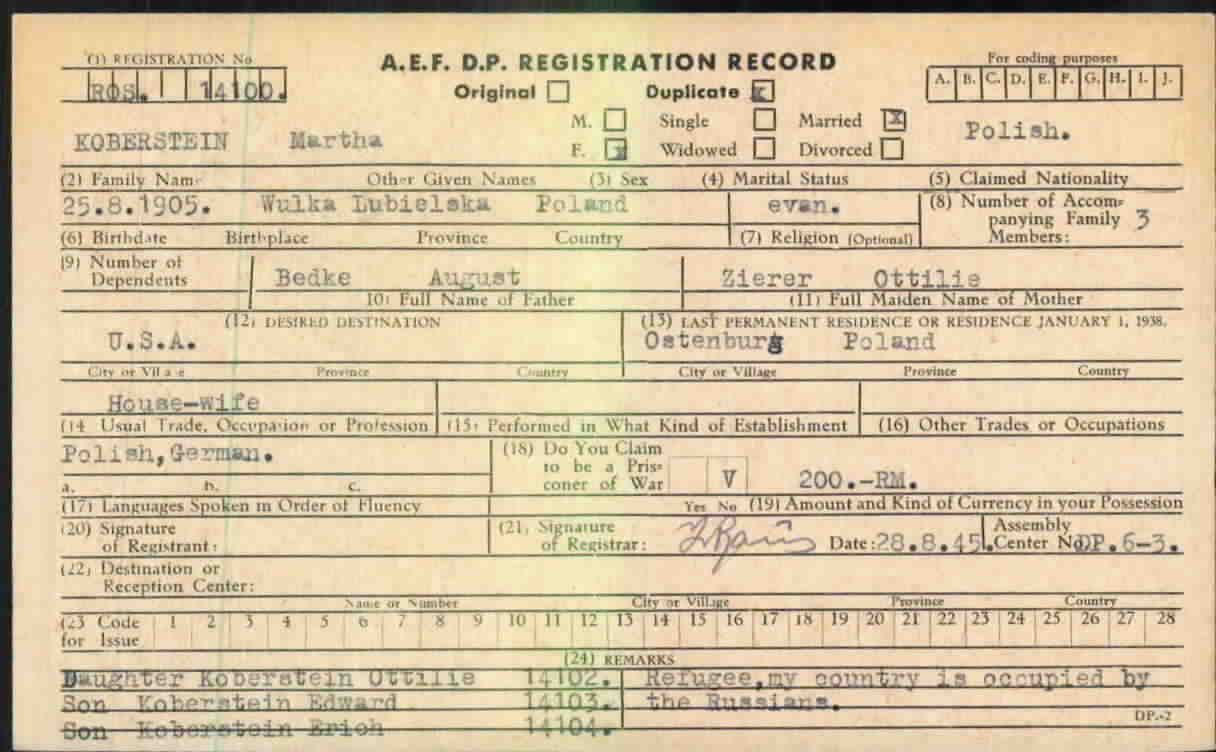 (1) REGISTRATION No
ROS. 14100.
A.E.F. D.P. REGISTRATION RECORD
For coding purposes
A. B. C. D. E. F. G. H. I. J.
Original Duplicate x
M. Single Married X
Polish.
KOBERSTEIN Martha
F. x Widowed Divorced
(2) Family Name Other Given Names (3) Sex (4) Marital Status (5) Claimed Nationality
25.8.1905. Wulka Lubielska Poland evan.
(8) Number of Accompanying Family Members: 3
(6) Birthdate Birthplace Province Country (7) Religion (Optional)
(9) Number of Dependents
Bedke August Zierer Ottilie
10) Full Name of Father (11) Full Maiden Name of Mother
(12) DESIRED DESTINATION (13) LAST PERMANENT RESIDENCE OR RESIDENCE JANUARY 1, 1938.
U.S.A. Ostenburg Poland
City or Village Province Country City or Village Province Country
House-wife
(14 Usual Trade, Occupation or Profession (15) Performed in What Kind of Establishment (16) Other Trades or Occupations
Polish,German.
(18) Do You Claim to be a Prisoner of War V 200.-RM.
a. b. c.
(17) Languages Spoken in Order of Fluency Yes No (19) Amount and Kind of Currency in your Possession
(20) Signature of Registrant: (21) Signature of Registrar: Date: 28.8.45. Assembly Center No. DP.6-3.
(22) Destination or Reception Center:
Name or Number City or Village Province Country
(23 Code for Issue 1 2 3 4 5 6 7 8 9 10 11 12 13 14 15 16 17 18 19 20 21 22 23 24 25 26 27 28
(24) REMARKS
Daughter Koberstein Ottilie 14102. Refugee,my country is occupied by
Son Koberstein Edward 14103. the Russians.
DP.-2
Son Koberstein Erich 14104.